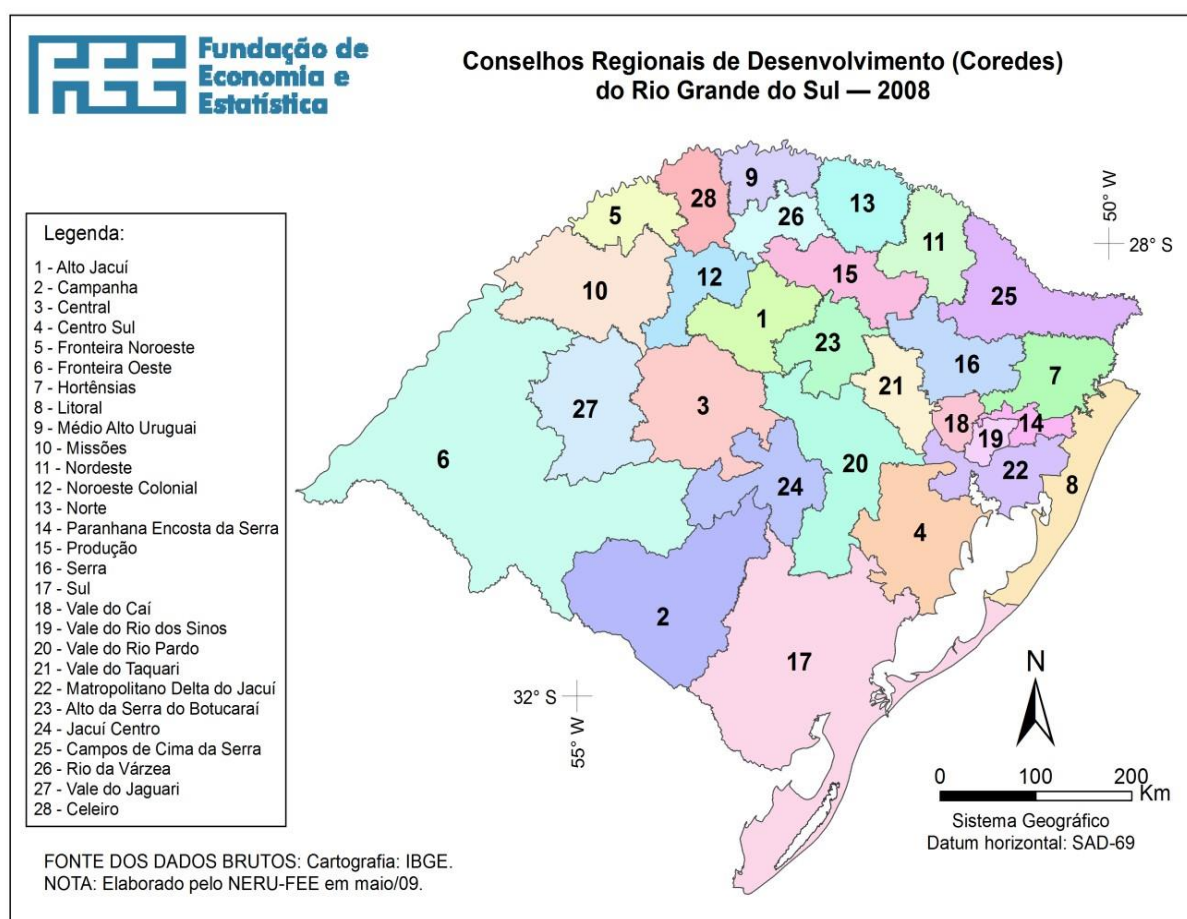 Fundação de
Economia e
Estatística
Conselhos Regionais de Desenvolvimento (Coredes)
do Rio Grande do Sul — 2008
50° W
28° S
9
28
13
5
26
11
12
15
10
25
1
23
16
7
21
27
3
18
14
19
6
20
22
8
24
4
2
17
32° S
55° W
Legenda:
1 - Alto Jacuí
2 - Campanha
3 - Central
4 - Centro Sul
5 - Fronteira Noroeste
6 - Fronteira Oeste
7 - Hortênsias
8 - Litoral
9 - Médio Alto Uruguai
10 - Missões
11 - Nordeste
12 - Noroeste Colonial
13 - Norte
14 - Paranhana Encosta da Serra
15 - Produção
16 - Serra
17 - Sul
18 - Vale do Caí
19 - Vale do Rio dos Sinos
20 - Vale do Rio Pardo
21 - Vale do Taquari
22 - Matropolitano Delta do Jacuí
23 - Alto da Serra do Botucaraí
24 - Jacuí Centro
25 - Campos de Cima da Serra
26 - Rio da Várzea
27 - Vale do Jaguari
28 - Celeiro
N
0 100 200
Km
Sistema Geográfico
Datum horizontal: SAD-69
FONTE DOS DADOS BRUTOS: Cartografia: IBGE.
NOTA: Elaborado pelo NERU-FEE em maio/09.